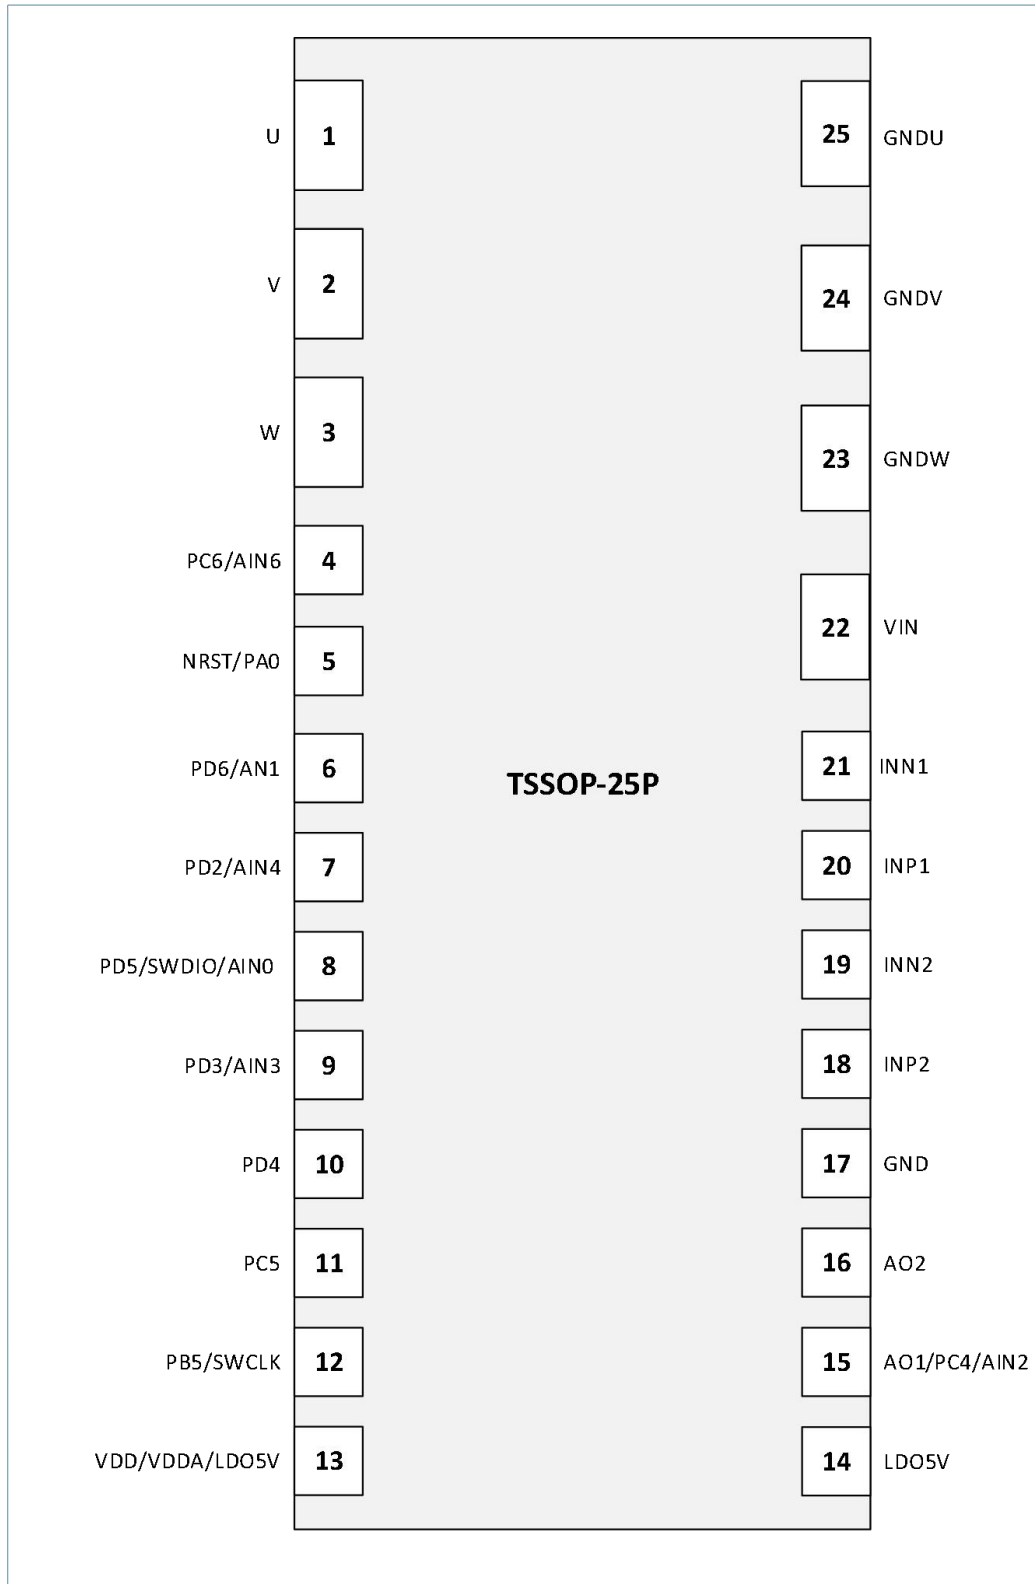 U 1 25 GNDU
V 2 24 GNDV
W 3 23 GNDW
PC6/AIN6 4
NRST/PA0 5 22 VIN
PD6/AN1 6 21 INN1
TSSOP-25P
PD2/AIN4 7 20 INP1
PD5/SWDIO/AIN0 8 19 INN2
PD3/AIN3 9 18 INP2
PD4 10 17 GND
PC5 11 16 AO2
PB5/SWCLK 12 15 AO1/PC4/AIN2
VDD/VDDA/LDO5V 13 14 LDO5V